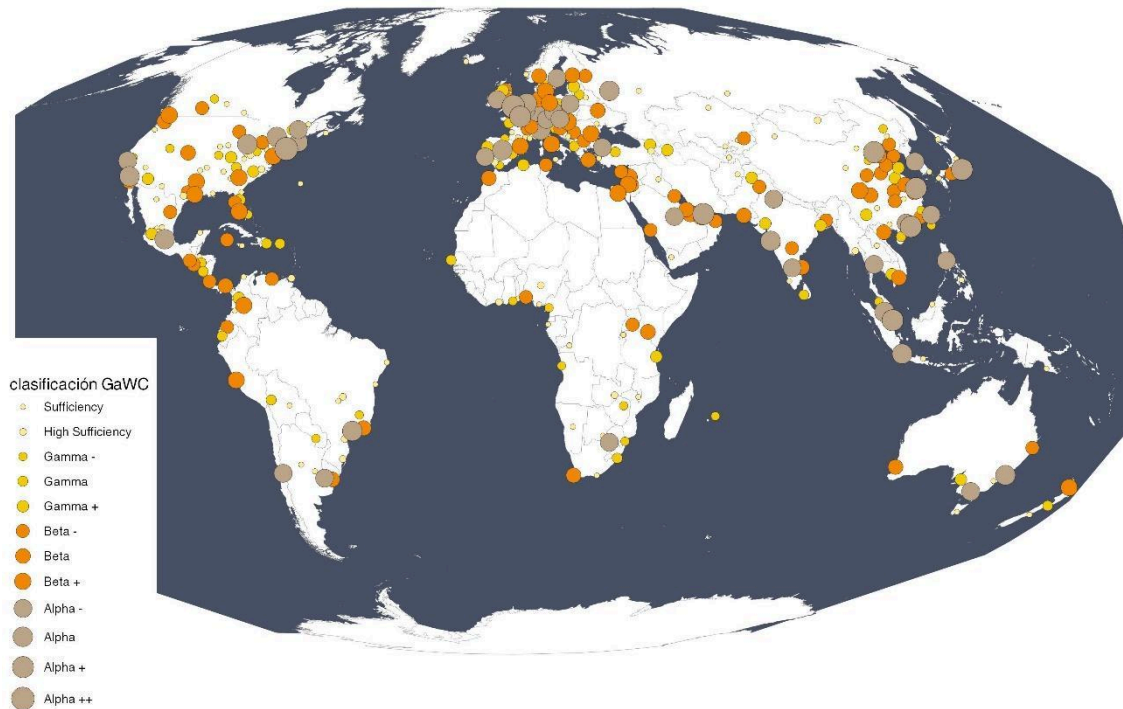 clasificación GaWC
Sufficiency
High Sufficiency
Gamma -
Gamma
Gamma +
Beta -
Beta
Beta +
Alpha -
Alpha
Alpha +
Alpha ++